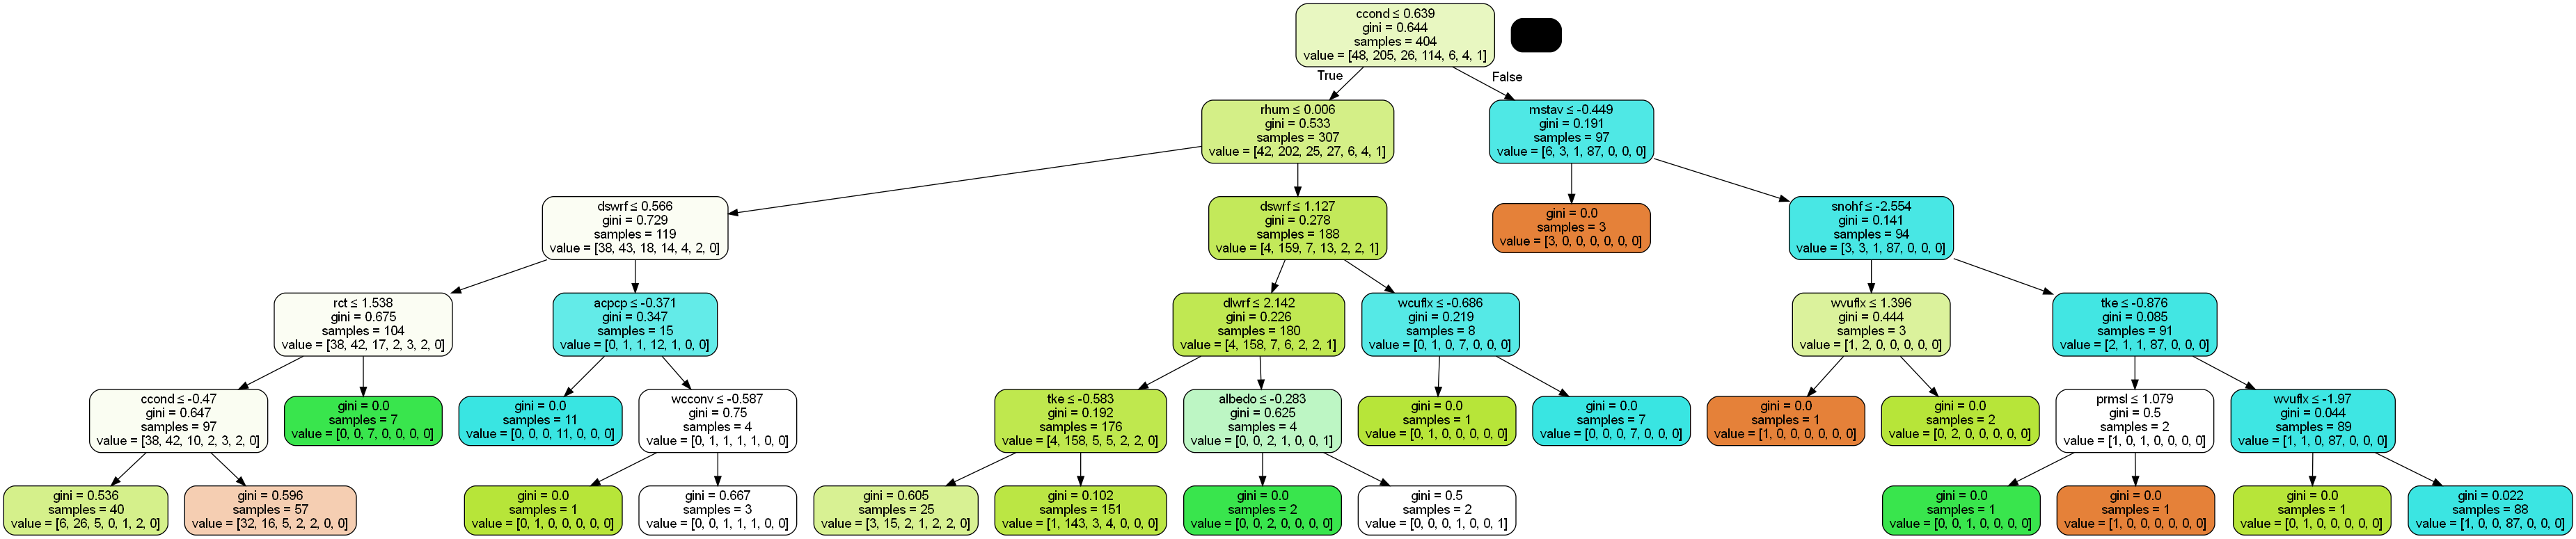 ccond ≤ 0.639
gini = 0.644
samples = 404
value = [48, 205, 26, 114, 6, 4, 1]
True
False
rhum ≤ 0.006
gini = 0.533
samples = 307
value = [42, 202, 25, 27, 6, 4, 1]
mstav ≤ -0.449
gini = 0.191
samples = 97
value = [6, 3, 1, 87, 0, 0, 0]
dswrf ≤ 0.566
gini = 0.729
samples = 119
value = [38, 43, 18, 14, 4, 2, 0]
dswrf ≤ 1.127
gini = 0.278
samples = 188
value = [4, 159, 7, 13, 2, 2, 1]
gini = 0.0
samples = 3
value = [3, 0, 0, 0, 0, 0, 0]
snohf ≤ -2.554
gini = 0.141
samples = 94
value = [3, 3, 1, 87, 0, 0, 0]
rct ≤ 1.538
gini = 0.675
samples = 104
value = [38, 42, 17, 2, 3, 2, 0]
acpcp ≤ -0.371
gini = 0.347
samples = 15
value = [0, 1, 1, 12, 1, 0, 0]
dlwrf ≤ 2.142
gini = 0.226
samples = 180
value = [4, 158, 7, 6, 2, 2, 1]
wcuflx ≤ -0.686
gini = 0.219
samples = 8
value = [0, 1, 0, 7, 0, 0, 0]
wvuflx ≤ 1.396
gini = 0.444
samples = 3
value = [1, 2, 0, 0, 0, 0, 0]
tke ≤ -0.876
gini = 0.085
samples = 91
value = [2, 1, 1, 87, 0, 0, 0]
ccond ≤ -0.47
gini = 0.647
samples = 97
value = [38, 42, 10, 2, 3, 2, 0]
gini = 0.0
samples = 7
value = [0, 0, 7, 0, 0, 0, 0]
gini = 0.0
samples = 11
value = [0, 0, 0, 11, 0, 0, 0]
wcconv ≤ -0.587
gini = 0.75
samples = 4
value = [0, 1, 1, 1, 1, 0, 0]
tke ≤ -0.583
gini = 0.192
samples = 176
value = [4, 158, 5, 5, 2, 2, 0]
albedo ≤ -0.283
gini = 0.625
samples = 4
value = [0, 0, 2, 1, 0, 0, 1]
gini = 0.0
samples = 1
value = [0, 1, 0, 0, 0, 0, 0]
gini = 0.0
samples = 7
value = [0, 0, 0, 7, 0, 0, 0]
gini = 0.0
samples = 1
value = [1, 0, 0, 0, 0, 0, 0]
gini = 0.0
samples = 2
value = [0, 2, 0, 0, 0, 0, 0]
prmsl ≤ 1.079
gini = 0.5
samples = 2
value = [1, 0, 1, 0, 0, 0, 0]
wvuflx ≤ -1.97
gini = 0.044
samples = 89
value = [1, 1, 0, 87, 0, 0, 0]
gini = 0.536
samples = 40
value = [6, 26, 5, 0, 1, 2, 0]
gini = 0.596
samples = 57
value = [32, 16, 5, 2, 2, 0, 0]
gini = 0.0
samples = 1
value = [0, 1, 0, 0, 0, 0, 0]
gini = 0.667
samples = 3
value = [0, 0, 1, 1, 1, 0, 0]
gini = 0.605
samples = 25
value = [3, 15, 2, 1, 2, 2, 0]
gini = 0.102
samples = 151
value = [1, 143, 3, 4, 0, 0, 0]
gini = 0.0
samples = 2
value = [0, 0, 2, 0, 0, 0, 0]
gini = 0.5
samples = 2
value = [0, 0, 0, 1, 0, 0, 1]
gini = 0.0
samples = 1
value = [0, 0, 1, 0, 0, 0, 0]
gini = 0.0
samples = 1
value = [1, 0, 0, 0, 0, 0, 0]
gini = 0.0
samples = 1
value = [0, 1, 0, 0, 0, 0, 0]
gini = 0.022
samples = 88
value = [1, 0, 0, 87, 0, 0, 0]